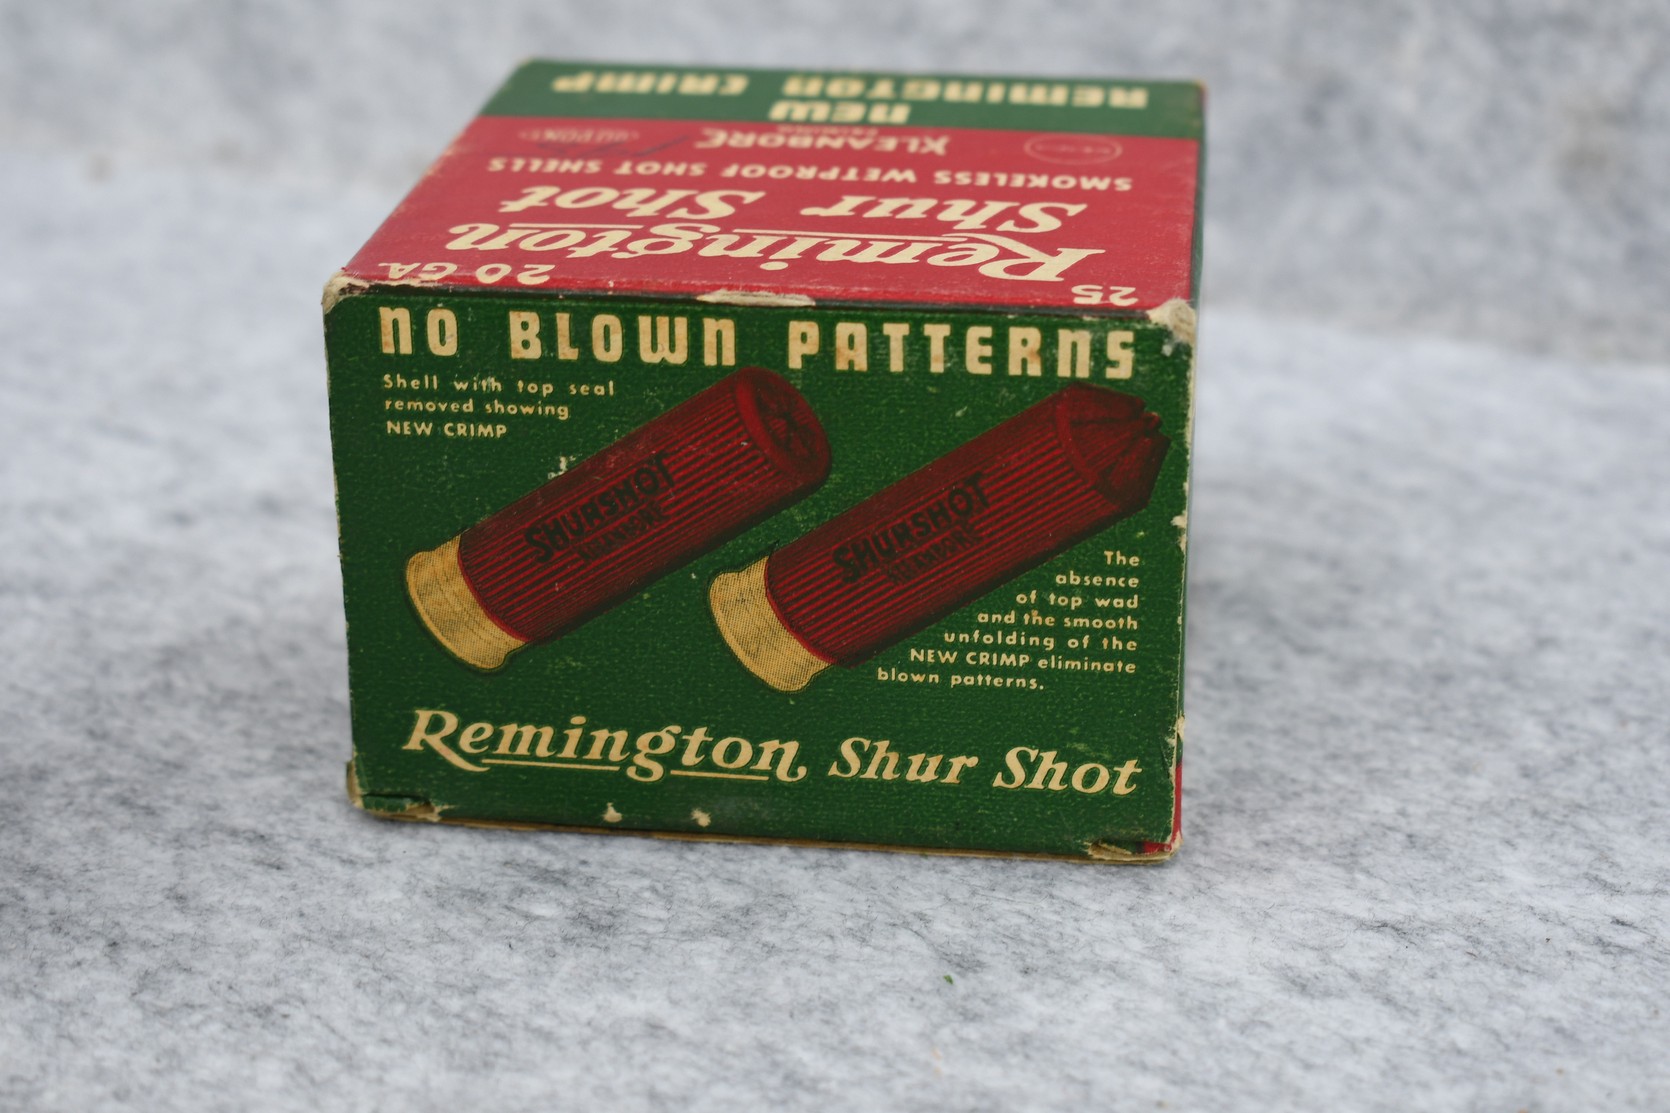 NEW
REMINGTON CRIMP
KLEANBORE
SMOKELESS WETPROOF SHOT SHELLS
Remington
Shur Shot
25 20 GA.
NO BLOWN PATTERNS
Shell with top seal
removed showing
NEW CRIMP
SHURSHOT
KLEANBORE
SHURSHOT
KLEANBORE
The
absence
of top wad
and the smooth
unfolding of the
NEW CRIMP eliminate
blown patterns.
Remington Shur Shot